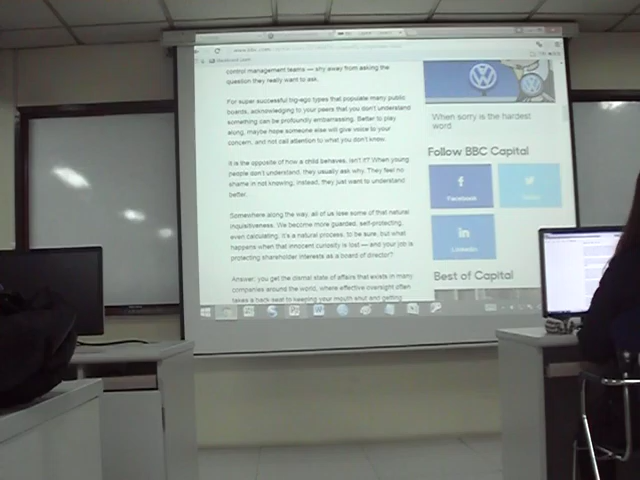 www.bbc.com
control management teams — shy away from asking the
question they really want to ask.
For super successful big-ego types that populate many public
boards, acknowledging to your peers that you don't understand
something can be profoundly embarrassing. Better to play
along, maybe hope someone else will give voice to your
concern, and not call attention to what you don't know.
It is the opposite of how a child behaves, isn't it? When young
people don't understand, they usually ask why. They feel no
shame in not knowing; instead, they just want to understand
better.
Somewhere along the way, all of us lose some of that natural
inquisitiveness. We become more guarded, self-protecting,
even calculating. It's a natural process, to be sure, but what
happens when that innocent curiosity is lost — and your job is
protecting shareholder interests as a board of director?
Answer: you get the dismal state of affairs that exists in many
companies around the world, where effective oversight often
takes a back seat to keeping your mouth shut and getting
When sorry is the hardest
word
Follow BBC Capital
Facebook
Twitter
LinkedIn
Best of Capital